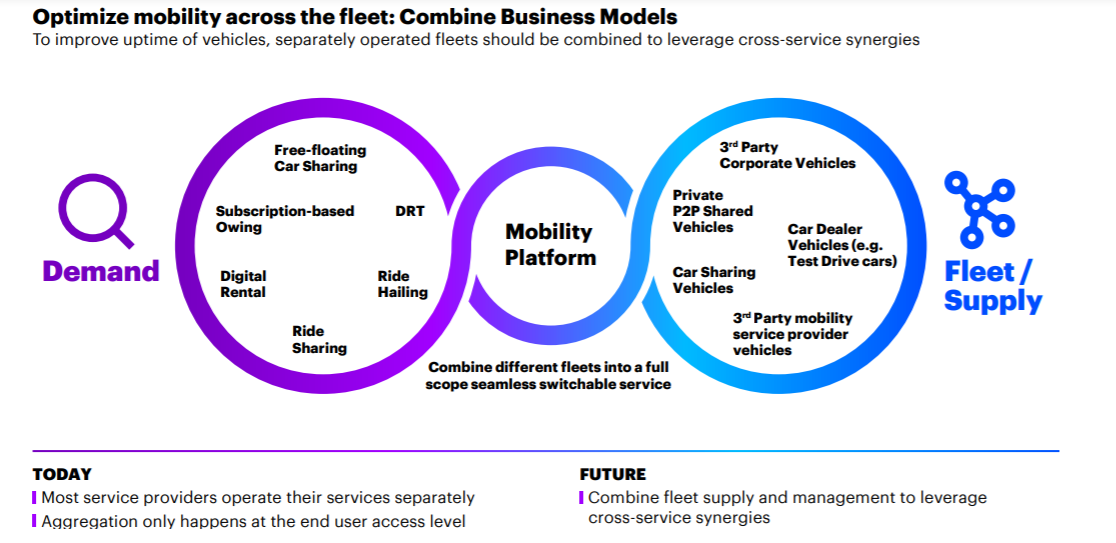 Optimize mobility across the fleet: Combine Business Models
To improve uptime of vehicles, separately operated fleets should be combined to leverage cross-service synergies
Demand
Free-floating
Car Sharing
Subscription-based
Owing
DRT
Digital
Rental
Ride
Hailing
Ride
Sharing
Mobility
Platform
Combine different fleets into a full
scope seamless switchable service
3rd Party
Corporate Vehicles
Private
P2P Shared
Vehicles
Car Dealer
Vehicles (e.g.
Test Drive cars)
Car Sharing
Vehicles
3rd Party mobility
service provider
vehicles
Fleet /
Supply
TODAY
Most service providers operate their services separately
Aggregation only happens at the end user access level
FUTURE
Combine fleet supply and management to leverage
cross-service synergies